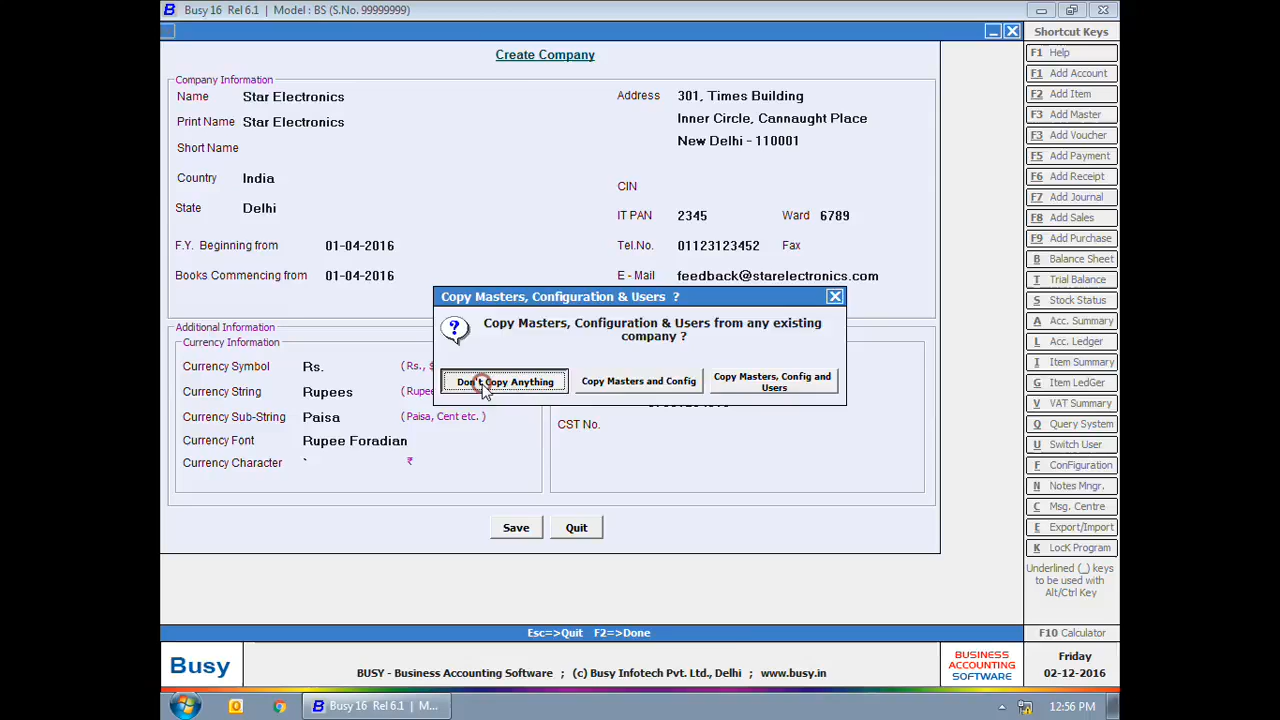 Busy 16 Rel 6.1 | Model : BS (S.No. 99999999)
Create Company
Company Information
Name Star Electronics
Print Name Star Electronics
Short Name
Country India
State Delhi
F.Y. Beginning from 01-04-2016
Books Commencing from 01-04-2016
Address 301, Times Building
Inner Circle, Cannaught Place
New Delhi - 110001
CIN
IT PAN 2345 Ward 6789
Tel.No. 01123123452 Fax
E - Mail feedback@starelectronics.com
Copy Masters, Configuration & Users ?
Copy Masters, Configuration & Users from any existing
company ?
Don't Copy Anything
Copy Masters and Config
Copy Masters, Config and
Users
Additional Information
Currency Information
Currency Symbol Rs. (Rs., $
Currency String Rupees (Rupe
Currency Sub-String Paisa (Paisa, Cent etc. )
Currency Font Rupee Foradian
Currency Character ` ₹
CST No.
Save Quit
Esc=>Quit F2=>Done
Shortcut Keys
F1 Help
F1 Add Account
F2 Add Item
F3 Add Master
F3 Add Voucher
F5 Add Payment
F6 Add Receipt
F7 Add Journal
F8 Add Sales
F9 Add Purchase
B Balance Sheet
T Trial Balance
S Stock Status
A Acc. Summary
L Acc. Ledger
I Item Summary
G Item LedGer
V VAT Summary
Q Query System
U Switch User
F ConFiguration
N Notes Mngr.
C Msg. Centre
E Export/Import
K LocK Program
Underlined (_) keys
to be used with
Alt/Ctrl Key
F10 Calculator
Busy
BUSY - Business Accounting Software ; (c) Busy Infotech Pvt. Ltd., Delhi ; www.busy.in
BUSINESS
ACCOUNTING
SOFTWARE
Friday
02-12-2016
Busy 16 Rel 6.1 | M...
12:56 PM